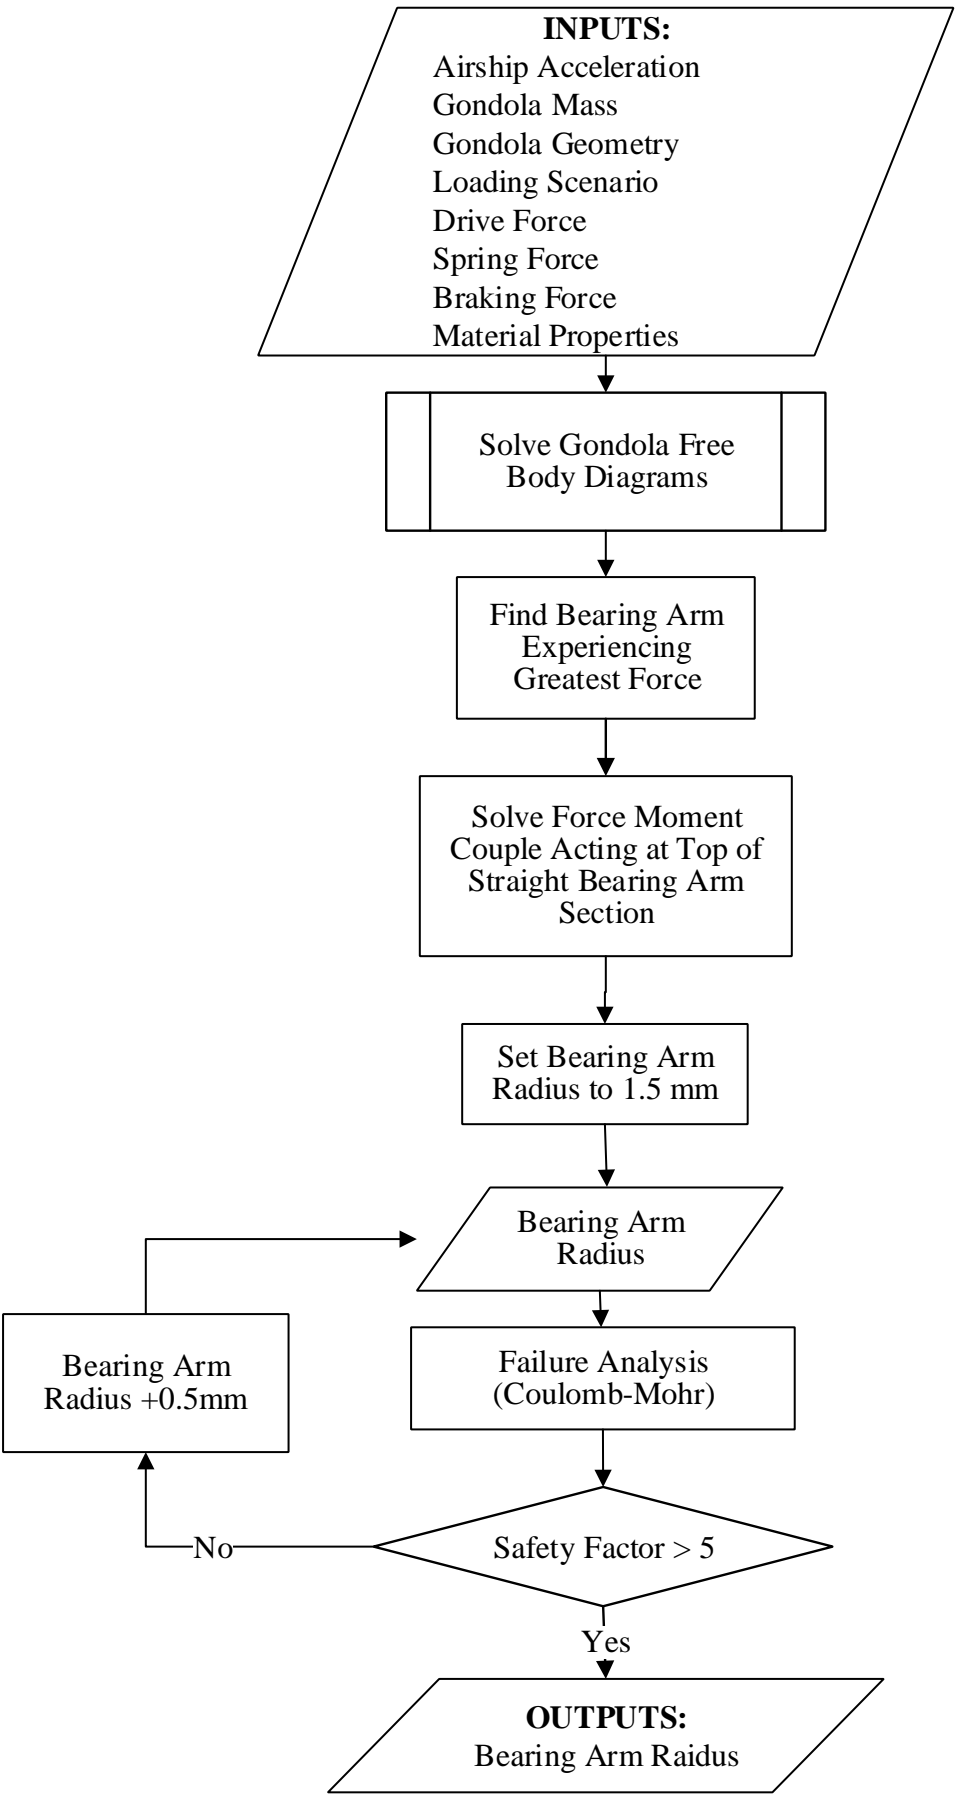 INPUTS:
Airship Acceleration
Gondola Mass
Gondola Geometry
Loading Scenario
Drive Force
Spring Force
Braking Force
Material Properties
Solve Gondola Free
Body Diagrams
Find Bearing Arm
Experiencing
Greatest Force
Solve Force Moment
Couple Acting at Top of
Straight Bearing Arm
Section
Set Bearing Arm
Radius to 1.5 mm
Bearing Arm
Radius
Bearing Arm
Radius +0.5mm
Failure Analysis
(Coulomb-Mohr)
No
Safety Factor > 5
Yes
OUTPUTS:
Bearing Arm Raidus